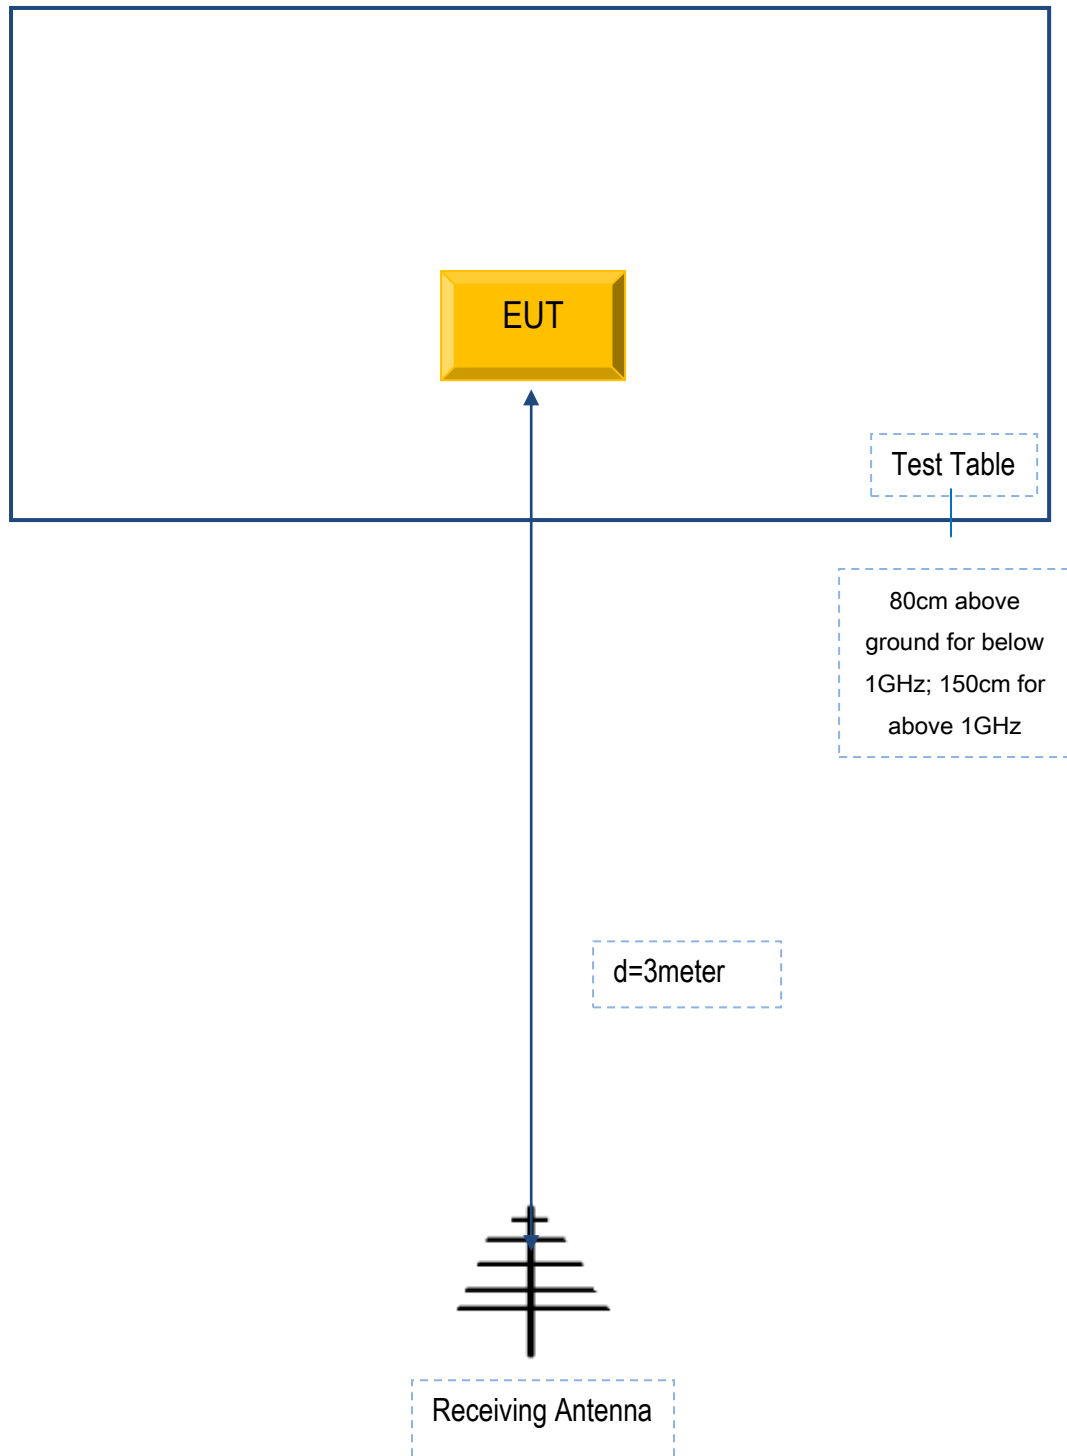 EUT
Test Table
80cm above
ground for below
1GHz; 150cm for
above 1GHz
d=3meter
Receiving Antenna